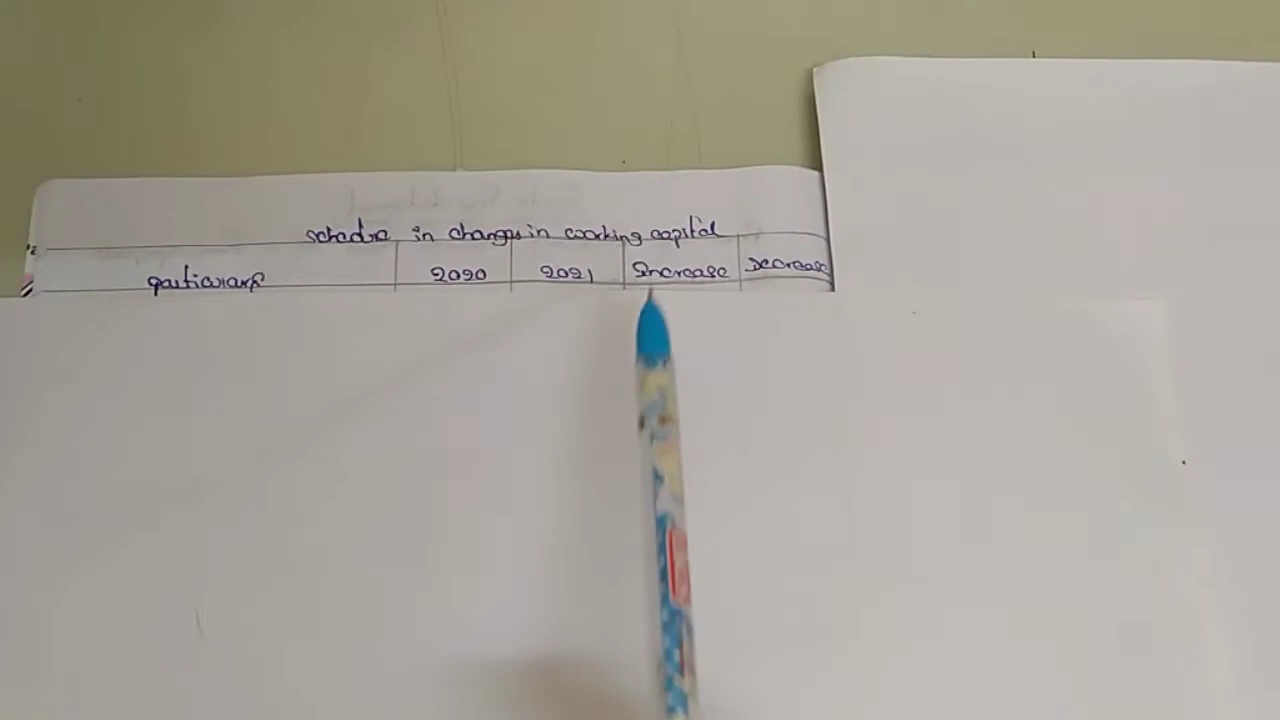 schedule in changes in working capital
particulars 2020 2021 Increase Decrease